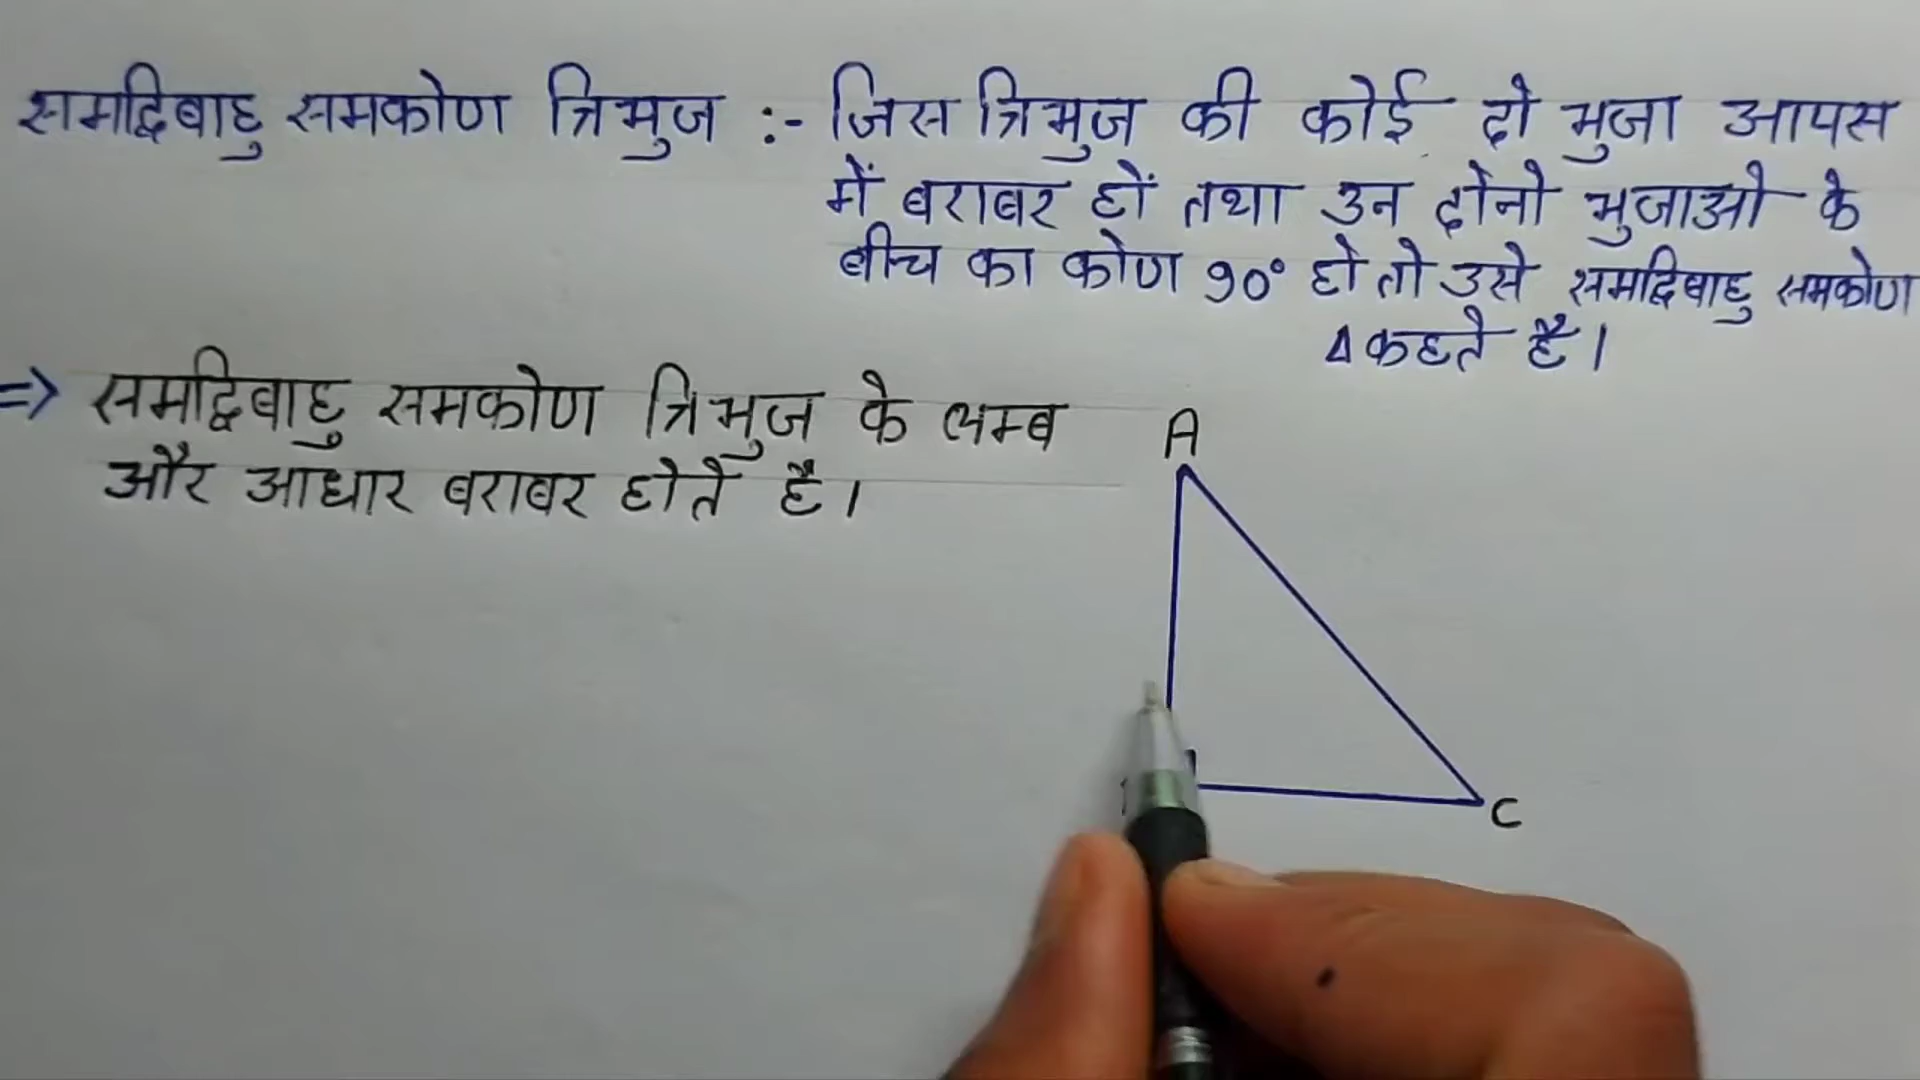 समद्विबाहु समकोण त्रिभुज :- जिस त्रिभुज की कोई दो भुजा आपस
में बराबर हों तथा उन दोनो भुजाओ के
बीच का कोण 90° हो तो उसे समद्विबाहु समकोण
Δ कहते है।
=> समद्विबाहु समकोण त्रिभुज के लम्ब
और आधार बराबर होते है।
A
C